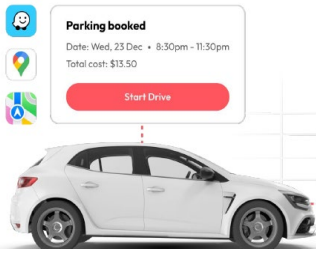 Parking booked
Date: Wed, 23 Dec • 8:30pm - 11:30pm
Total cost: $13.50
Start Drive